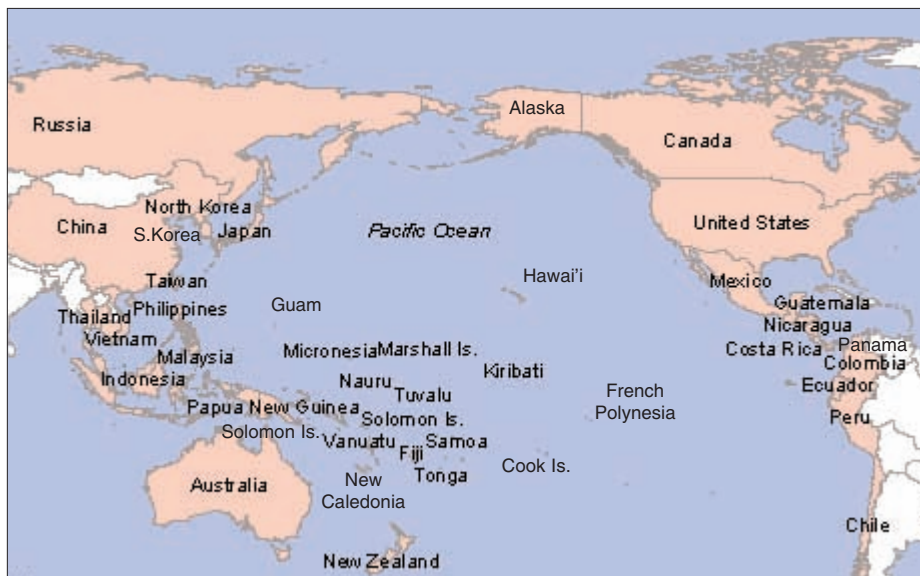 Alaska
Russia
Canada
North Korea
China
S.Korea
Japan
Pacific Ocean
United States
Hawai'i
Taiwan
Mexico
Guam
Philippines
Guatemala
Thailand
Nicaragua
Vietnam
Malaysia
Micronesia
Marshall Is.
Costa Rica
Panama
Colombia
Indonesia
Nauru
Kiribati
Ecuador
Tuvalu
French
Polynesia
Papua New Guinea
Solomon Is.
Peru
Solomon Is.
Vanuatu
Samoa
Fiji
Cook Is.
Tonga
Australia
New
Caledonia
Chile
New Zealand